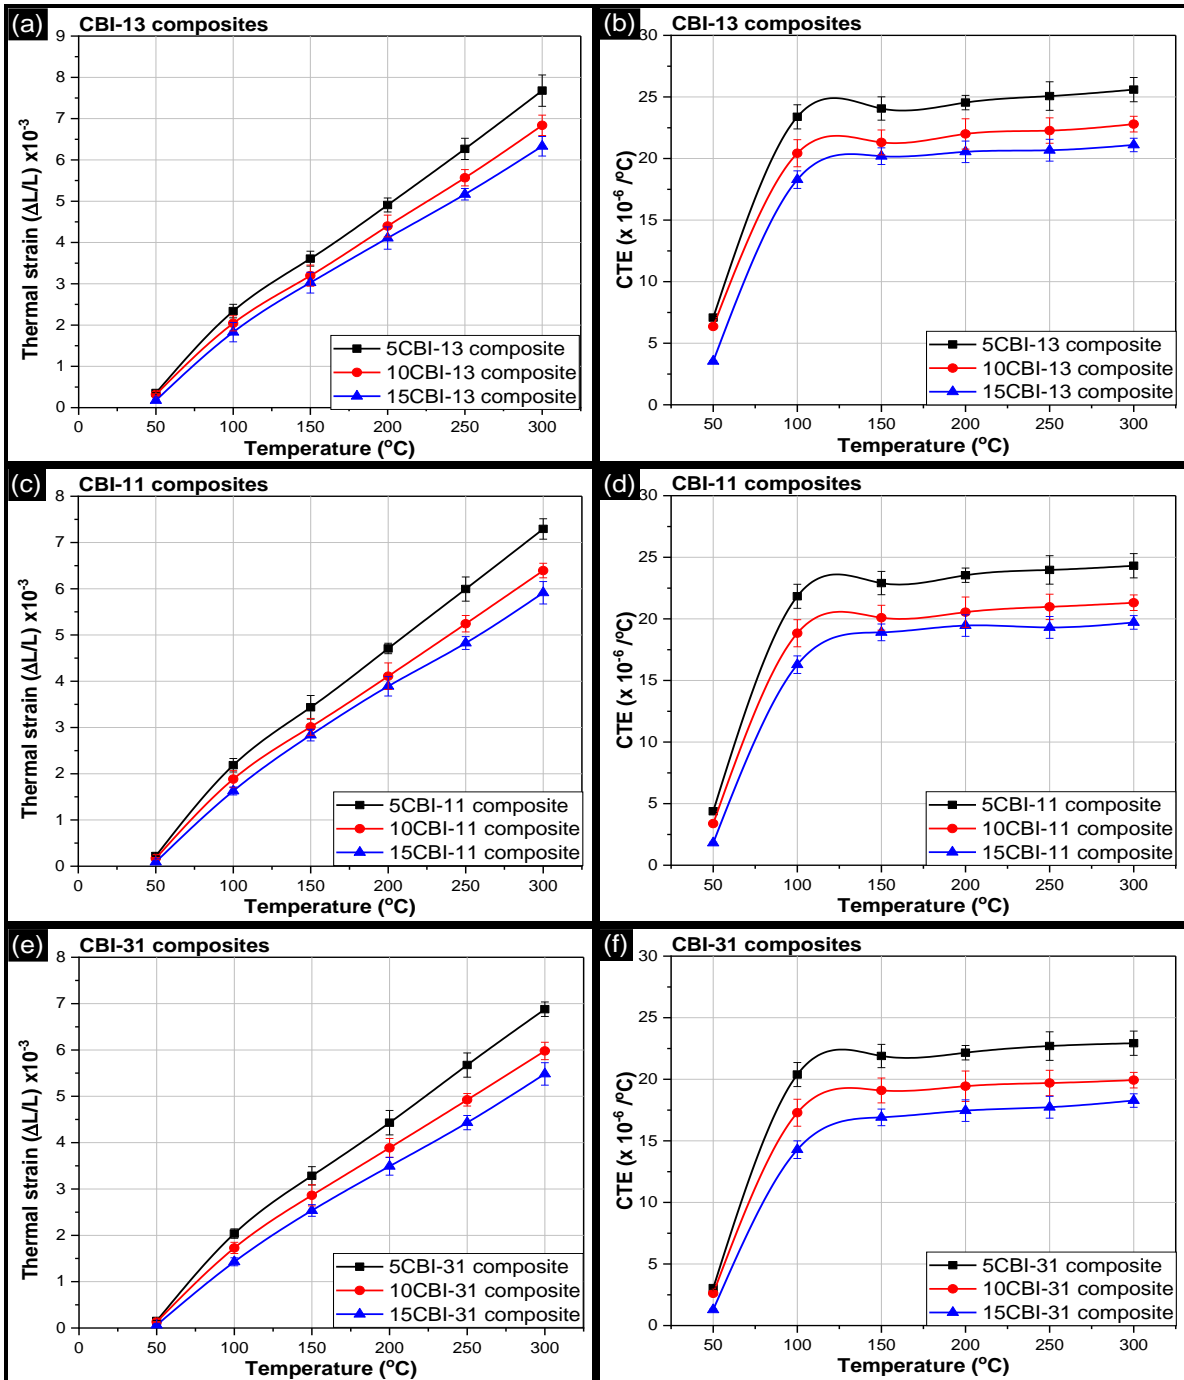 (a) CBI-13 composites
Thermal strain (ΔL/L) x10⁻³
9
8
7
6
5
4
3
2
1
0
5CBI-13 composite
10CBI-13 composite
15CBI-13 composite
0 50 100 150 200 250 300
Temperature (ºC)
(b) CBI-13 composites
CTE (x 10⁻⁶ /ºC)
30
25
20
15
10
5
0
5CBI-13 composite
10CBI-13 composite
15CBI-13 composite
50 100 150 200 250 300
Temperature (ºC)
(c) CBI-11 composites
Thermal strain (ΔL/L) x10⁻³
8
7
6
5
4
3
2
1
0
5CBI-11 composite
10CBI-11 composite
15CBI-11 composite
0 50 100 150 200 250 300
Temperature (ºC)
(d) CBI-11 composites
CTE (x 10⁻⁶ /ºC)
30
25
20
15
10
5
0
5CBI-11 composite
10CBI-11 composite
15CBI-11 composite
50 100 150 200 250 300
Temperature (ºC)
(e) CBI-31 composites
Thermal strain (ΔL/L) x10⁻³
8
7
6
5
4
3
2
1
0
5CBI-31 composite
10CBI-31 composite
15CBI-31 composite
0 50 100 150 200 250 300
Temperature (ºC)
(f) CBI-31 composites
CTE (x 10⁻⁶ /ºC)
30
25
20
15
10
5
0
5CBI-31 composite
10CBI-31 composite
15CBI-31 composite
50 100 150 200 250 300
Temperature (ºC)